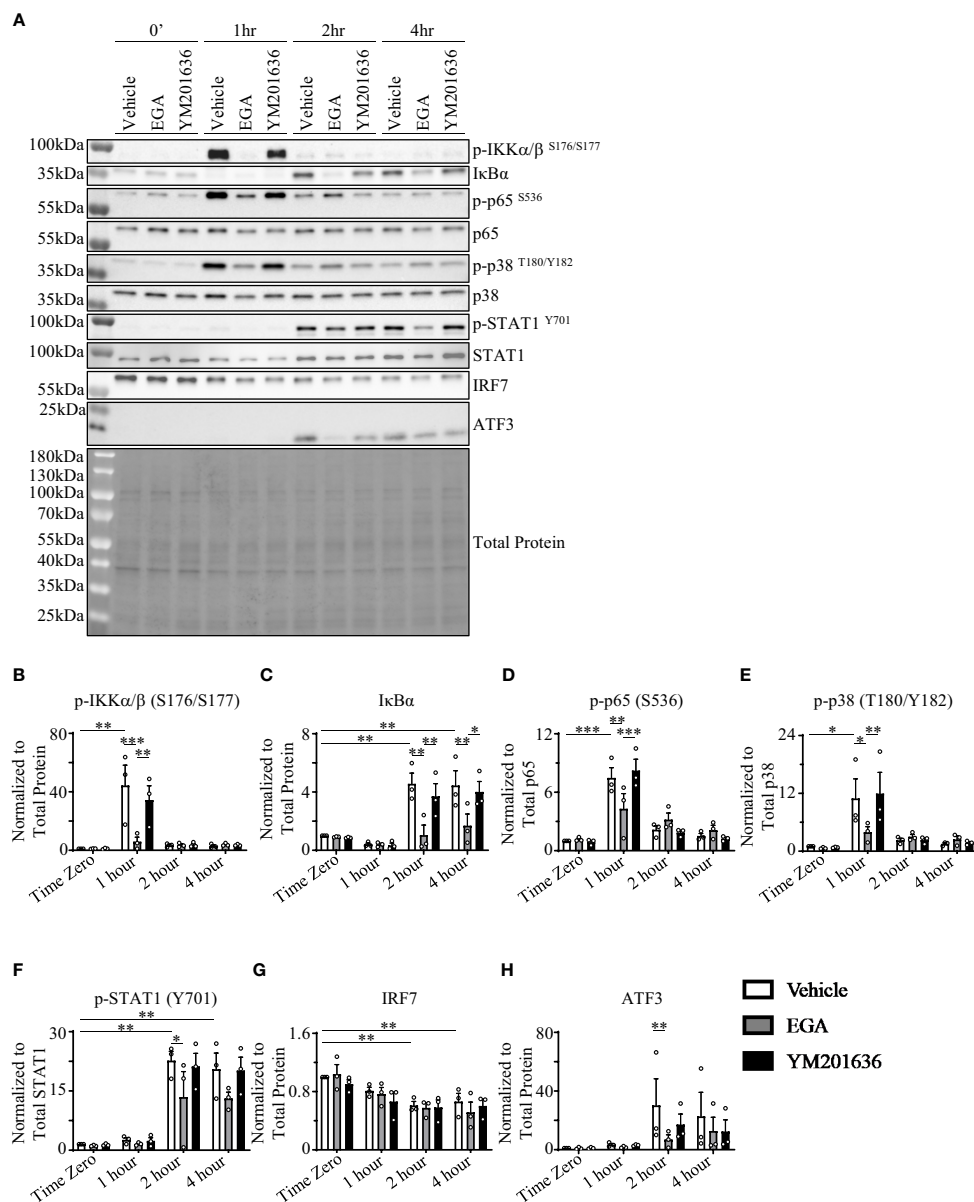 A
0’ 1hr 2hr 4hr
Vehicle EGA YM201636 Vehicle EGA YM201636 Vehicle EGA YM201636 Vehicle EGA YM201636
100kDa p-IKKα/β S176/S177
35kDa IκBα
55kDa p-p65 S536
55kDa p65
35kDa p-p38 T180/Y182
35kDa p38
100kDa p-STAT1 Y701
100kDa STAT1
55kDa IRF7
25kDa ATF3
180kDa
130kDa
100kDa
70kDa
55kDa Total Protein
40kDa
35kDa
25kDa
B
p-IKKα/β (S176/S177)
Normalized to
Total Protein
80
40
0
** *** **
Time Zero 1 hour 2 hour 4 hour
C
IκBα
Normalized to
Total Protein
8
6
4
2
0
** ** ** ** ** *
Time Zero 1 hour 2 hour 4 hour
D
p-p65 (S536)
Normalized to
Total p65
12
6
0
*** ** ***
Time Zero 1 hour 2 hour 4 hour
E
p-p38 (T180/Y182)
Normalized to
Total p38
24
12
0
* * **
Time Zero 1 hour 2 hour 4 hour
F
p-STAT1 (Y701)
Normalized to
Total STAT1
30
15
0
** ** *
Time Zero 1 hour 2 hour 4 hour
G
IRF7
Normalized to
Total Protein
1.6
0.8
0
** **
Time Zero 1 hour 2 hour 4 hour
H
ATF3
Normalized to
Total Protein
80
40
0
**
Time Zero 1 hour 2 hour 4 hour
Vehicle
EGA
YM201636